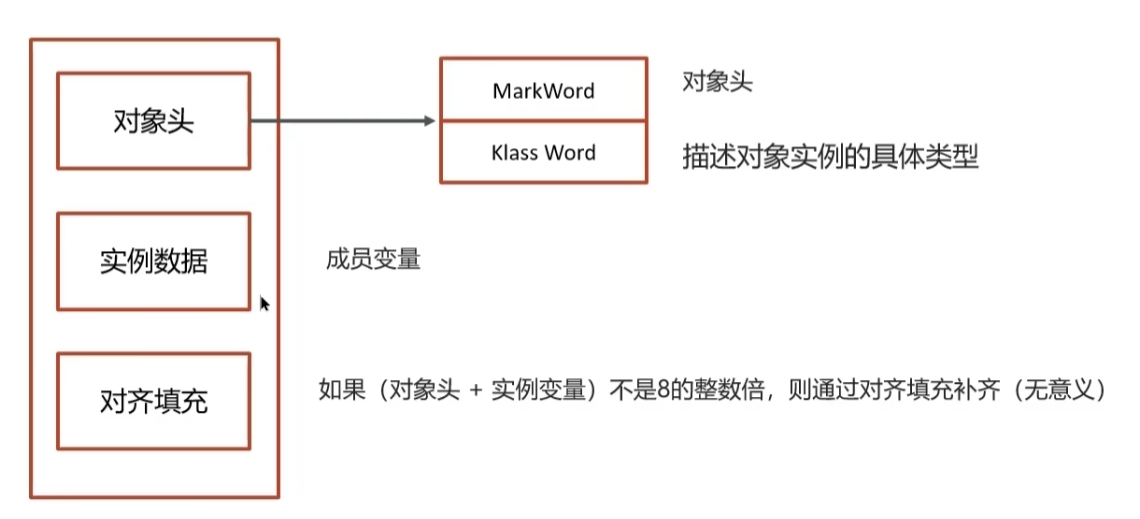 对象头
MarkWord
对象头
Klass Word
描述对象实例的具体类型
实例数据
成员变量
对齐填充
如果（对象头 + 实例变量）不是8的整数倍，则通过对齐填充补齐（无意义）